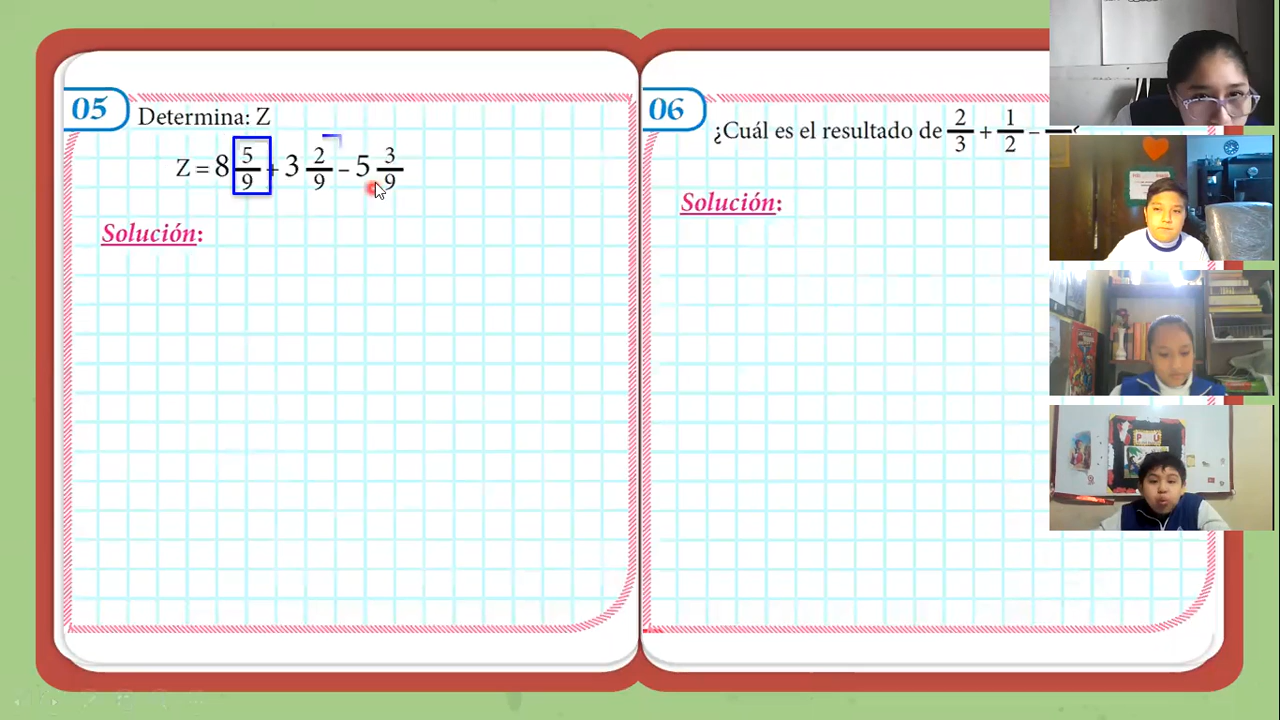 05 Determina: Z
Z = 8 5/9 + 3 2/9 - 5 3/9
Solución:
06 ¿Cuál es el resultado de 2/3 + 1/2 -
Solución: